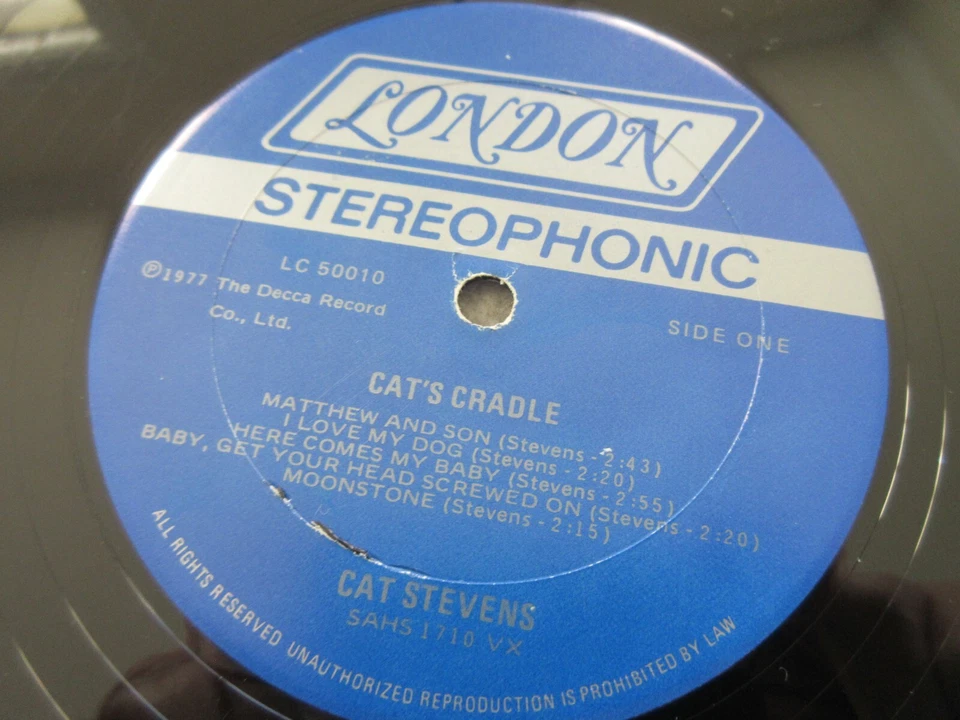 LONDON
STEREOPHONIC
LC 50010
℗1977 The Decca Record
Co., Ltd.
SIDE ONE
CAT'S CRADLE
MATTHEW AND SON (Stevens - 2:43)
I LOVE MY DOG (Stevens - 2:20)
HERE COMES MY BABY (Stevens - 2:55)
BABY, GET YOUR HEAD SCREWED ON (Stevens - 2:20)
MOONSTONE (Stevens - 2:15)
CAT STEVENS
SAHS 1710 VX
ALL RIGHTS RESERVED UNAUTHORIZED REPRODUCTION IS PROHIBITED BY LAW